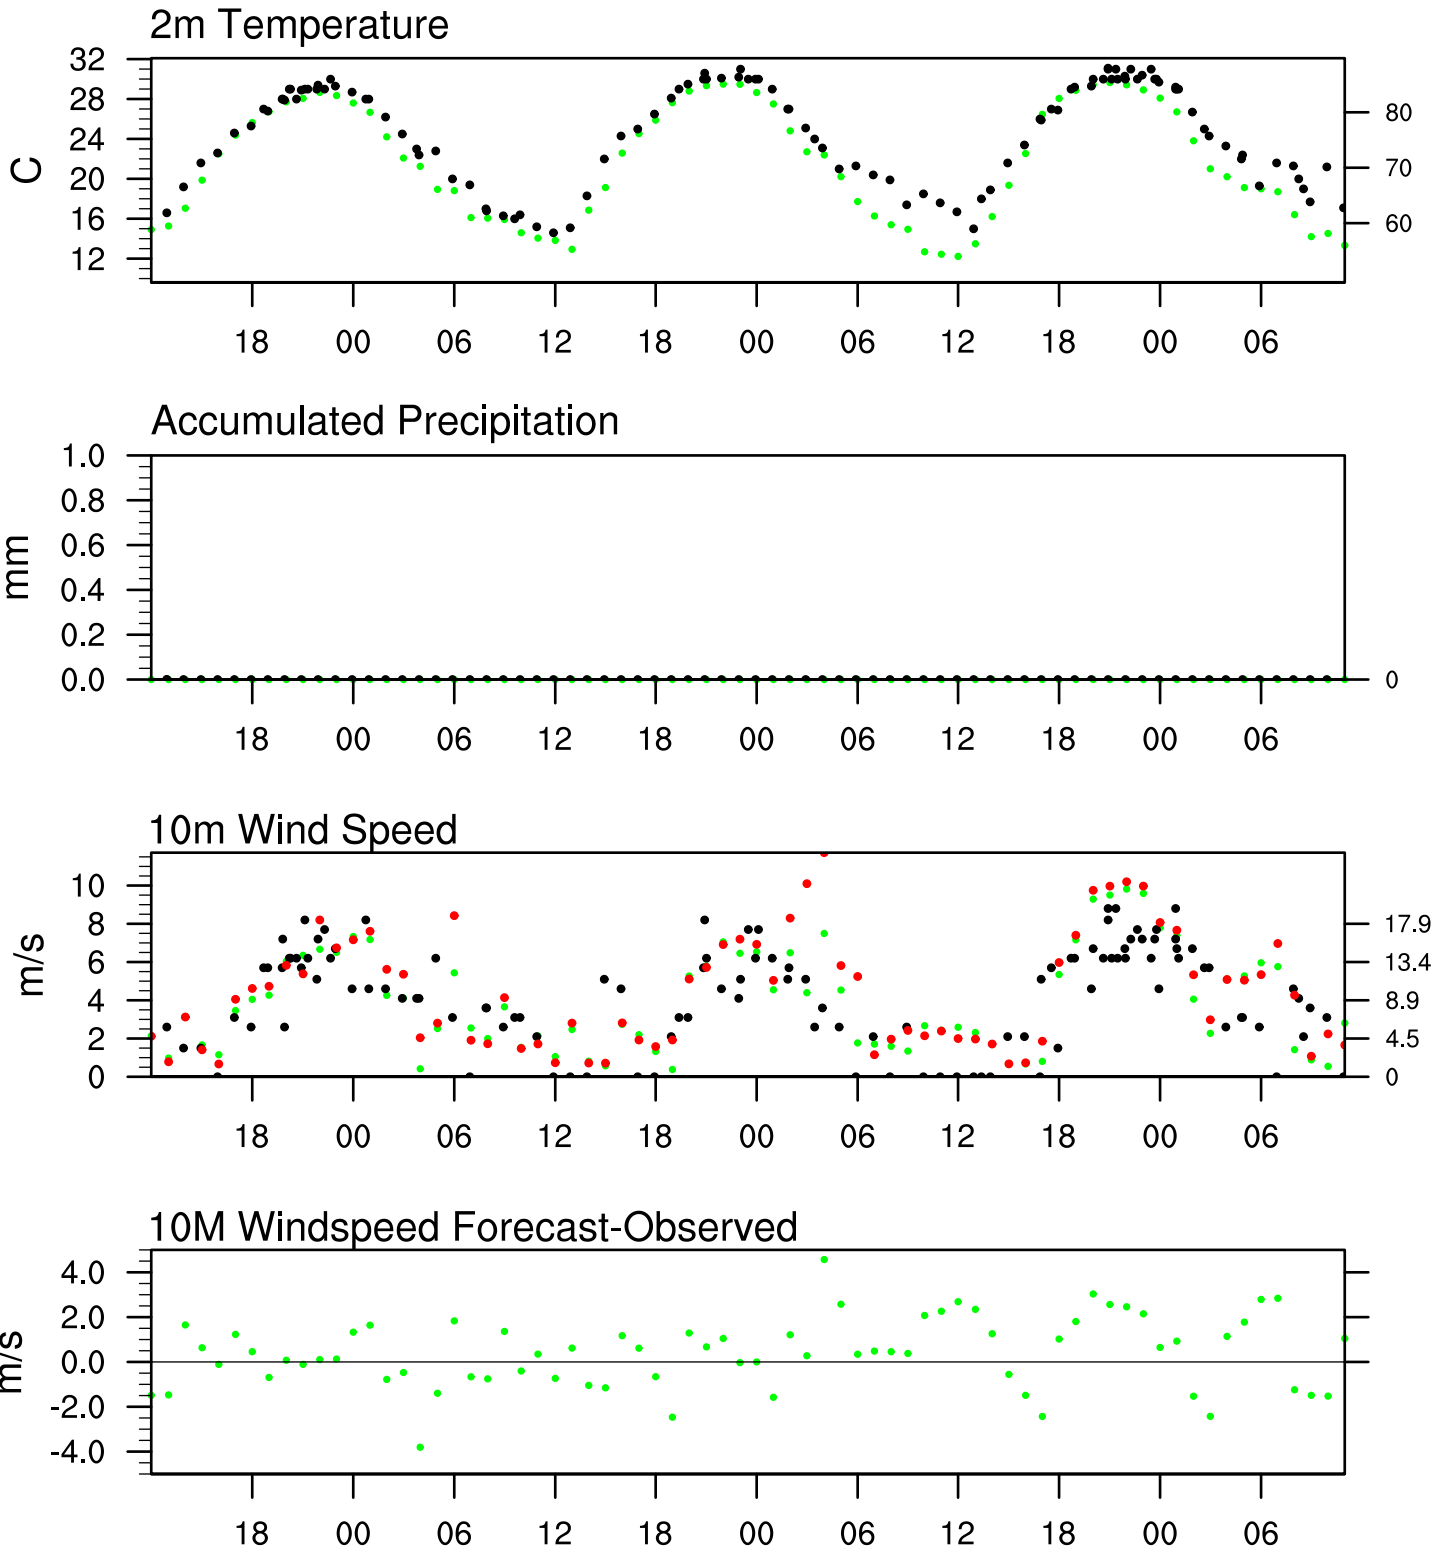 2m Temperature
32
28
24
20
16
12
C
80
70
60
18 00 06 12 18 00 06 12 18 00 06
Accumulated Precipitation
1.0
0.8
0.6
0.4
0.2
0.0
mm
0
18 00 06 12 18 00 06 12 18 00 06
10m Wind Speed
10
8
6
4
2
0
m/s
17.9
13.4
8.9
4.5
0
18 00 06 12 18 00 06 12 18 00 06
10M Windspeed Forecast-Observed
4.0
2.0
0.0
-2.0
-4.0
m/s
18 00 06 12 18 00 06 12 18 00 06